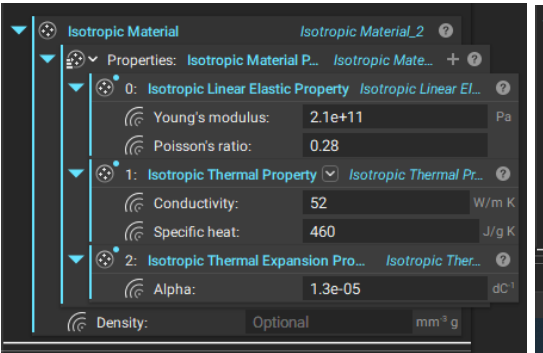 Isotropic Material Isotropic Material_2 ?
Properties: Isotropic Material P... Isotropic Mate... + ?
0: Isotropic Linear Elastic Property Isotropic Linear El... ?
Young's modulus: 2.1e+11 Pa
Poisson's ratio: 0.28
1: Isotropic Thermal Property Isotropic Thermal Pr... ?
Conductivity: 52 W/m K
Specific heat: 460 J/g K
2: Isotropic Thermal Expansion Pro... Isotropic Ther... ?
Alpha: 1.3e-05 dC⁻¹
Density: Optional mm⁻³ g